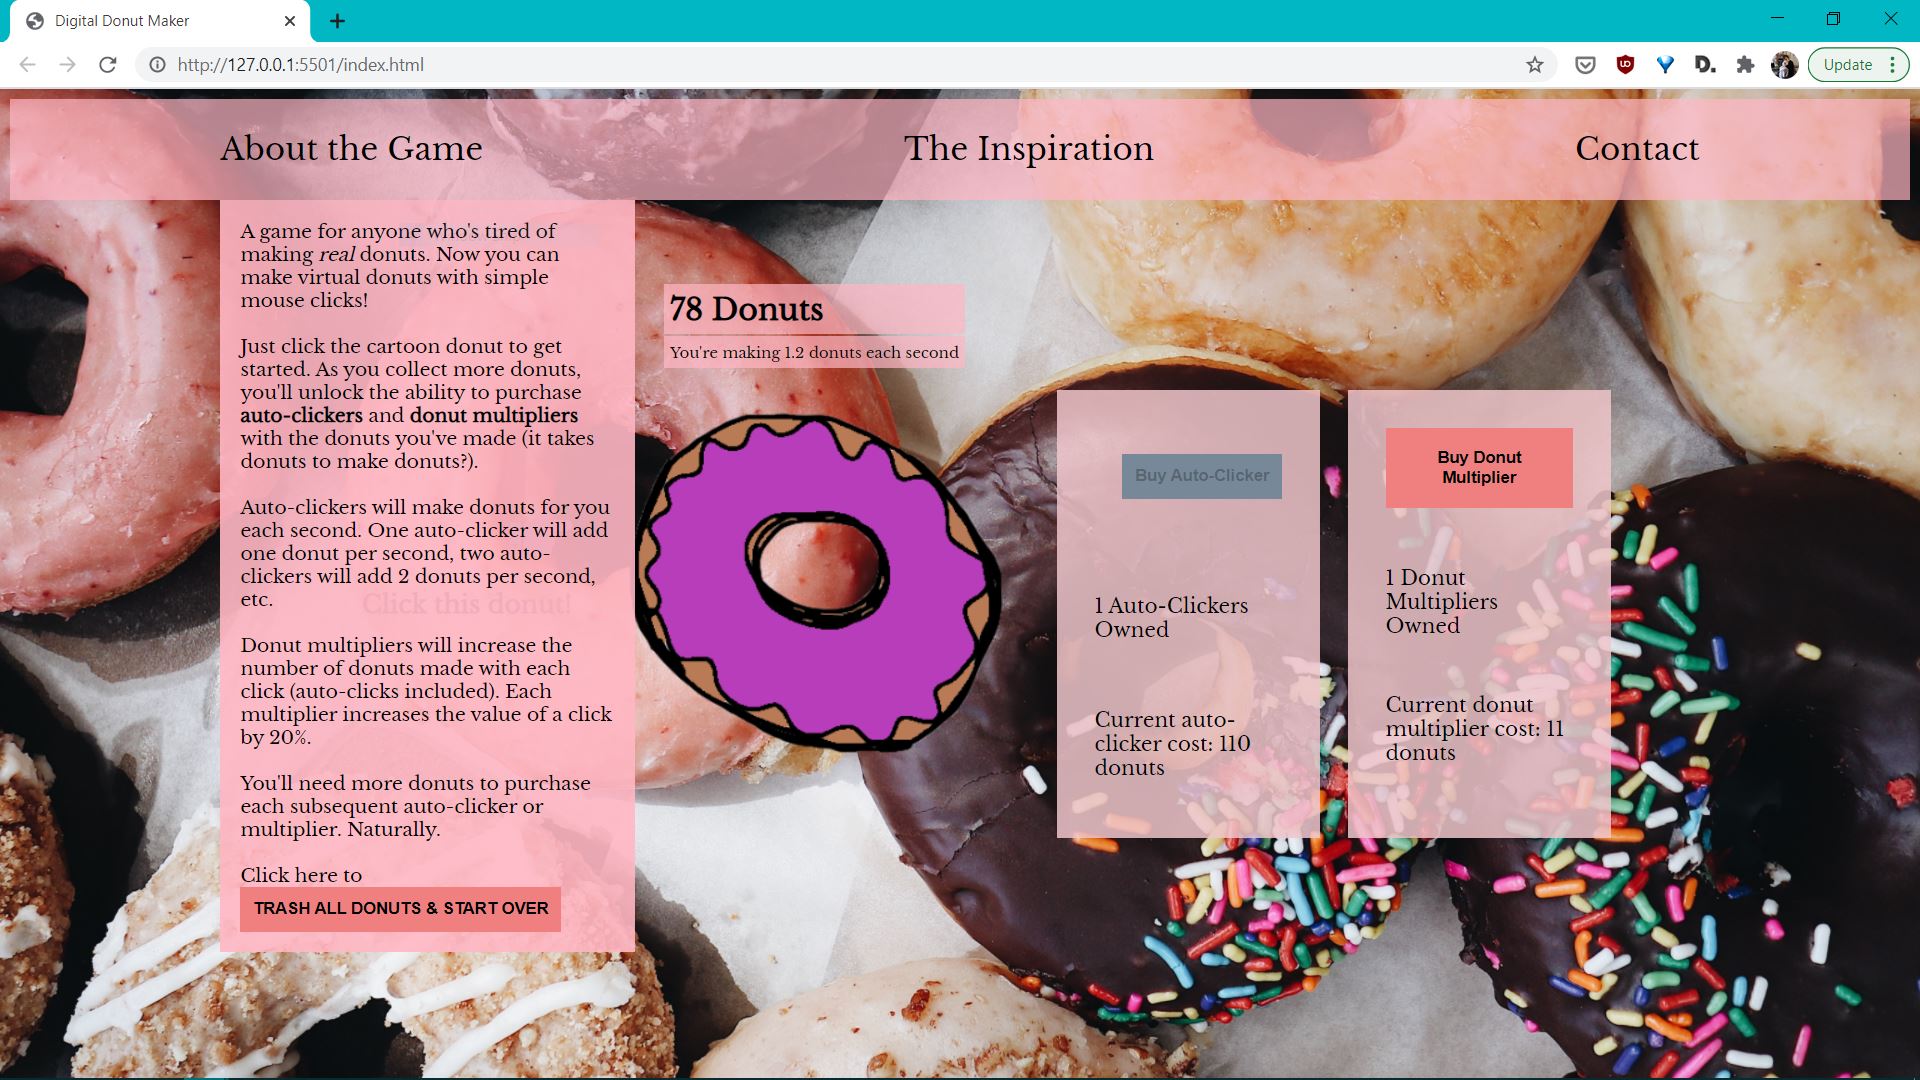 Digital Donut Maker
http://127.0.0.1:5501/index.html
Update
About the Game
The Inspiration
Contact
A game for anyone who's tired of
making real donuts. Now you can
make virtual donuts with simple
mouse clicks!
Just click the cartoon donut to get
started. As you collect more donuts,
you'll unlock the ability to purchase
auto-clickers and donut multipliers
with the donuts you've made (it takes
donuts to make donuts?).
Auto-clickers will make donuts for you
each second. One auto-clicker will add
one donut per second, two auto-
clickers will add 2 donuts per second,
etc.
Click this donut!
Donut multipliers will increase the
number of donuts made with each
click (auto-clicks included). Each
multiplier increases the value of a click
by 20%.
You'll need more donuts to purchase
each subsequent auto-clicker or
multiplier. Naturally.
Click here to
TRASH ALL DONUTS & START OVER
78 Donuts
You're making 1.2 donuts each second
Buy Auto-Clicker
1 Auto-Clickers
Owned
Current auto-
clicker cost: 110
donuts
Buy Donut
Multiplier
1 Donut
Multipliers
Owned
Current donut
multiplier cost: 11
donuts